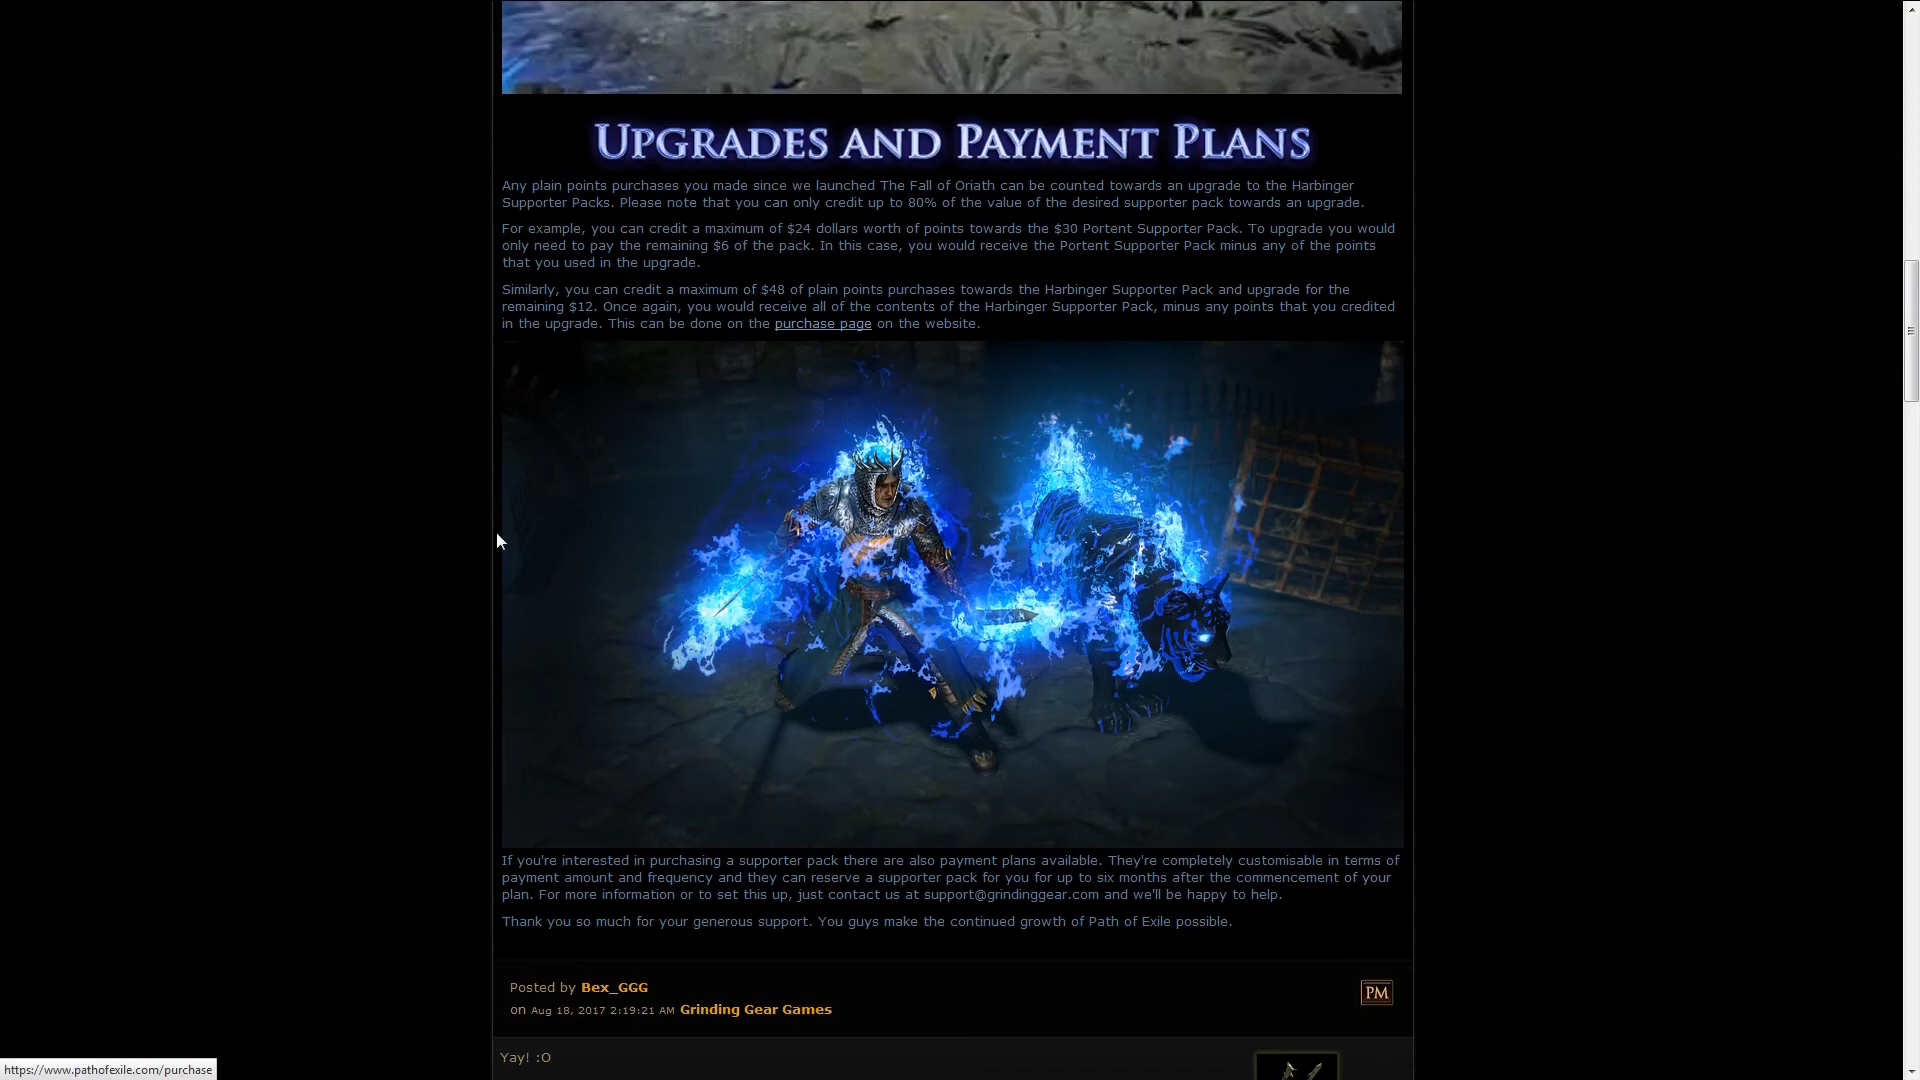 Upgrades and Payment Plans
Any plain points purchases you made since we launched The Fall of Oriath can be counted towards an upgrade to the Harbinger
Supporter Packs. Please note that you can only credit up to 80% of the value of the desired supporter pack towards an upgrade.
For example, you can credit a maximum of $24 dollars worth of points towards the $30 Portent Supporter Pack. To upgrade you would
only need to pay the remaining $6 of the pack. In this case, you would receive the Portent Supporter Pack minus any of the points
that you used in the upgrade.
Similarly, you can credit a maximum of $48 of plain points purchases towards the Harbinger Supporter Pack and upgrade for the
remaining $12. Once again, you would receive all of the contents of the Harbinger Supporter Pack, minus any points that you credited
in the upgrade. This can be done on the purchase page on the website.
If you're interested in purchasing a supporter pack there are also payment plans available. They're completely customisable in terms of
payment amount and frequency and they can reserve a supporter pack for you for up to six months after the commencement of your
plan. For more information or to set this up, just contact us at support@grindinggear.com and we'll be happy to help.
Thank you so much for your generous support. You guys make the continued growth of Path of Exile possible.
Posted by Bex_GGG
PM
on Aug 18, 2017 2:19:21 AM Grinding Gear Games
Yay! :O
https://www.pathofexile.com/purchase